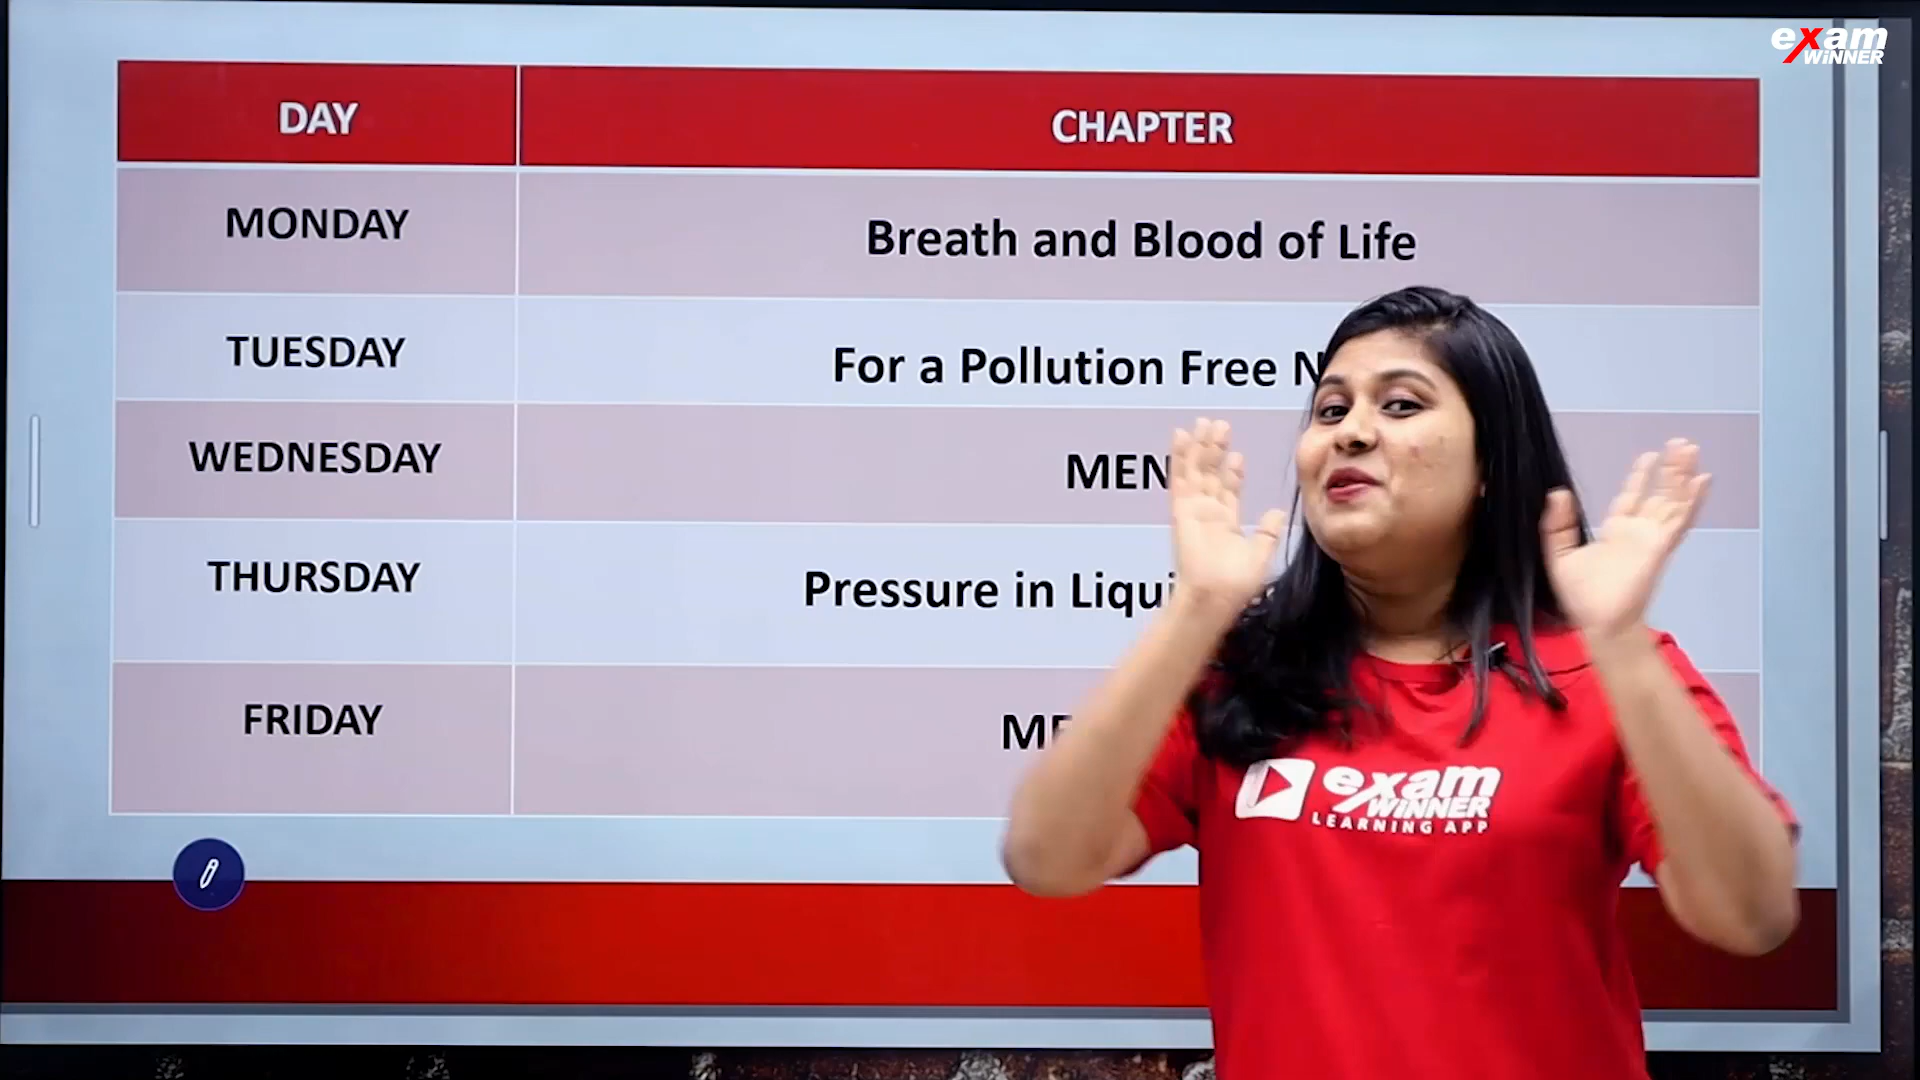 exam
WiNNER
DAY CHAPTER
MONDAY Breath and Blood of Life
TUESDAY For a Pollution Free
WEDNESDAY
THURSDAY Pressure in
FRIDAY
exam
WiNNER
LEARNING APP